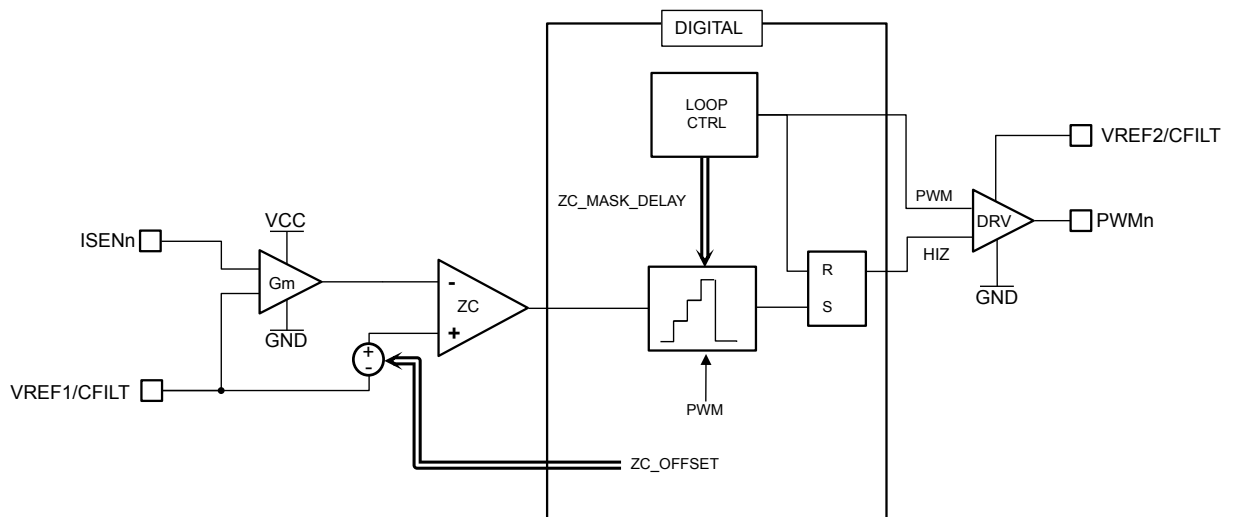 DIGITAL
LOOP
CTRL
VREF2/CFILT
ZC_MASK_DELAY
PWM
VCC
ISENn
DRV
PWMn
HIZ
R
Gm
-
ZC
S
GND
+
GND
+
-
VREF1/CFILT
PWM
ZC_OFFSET